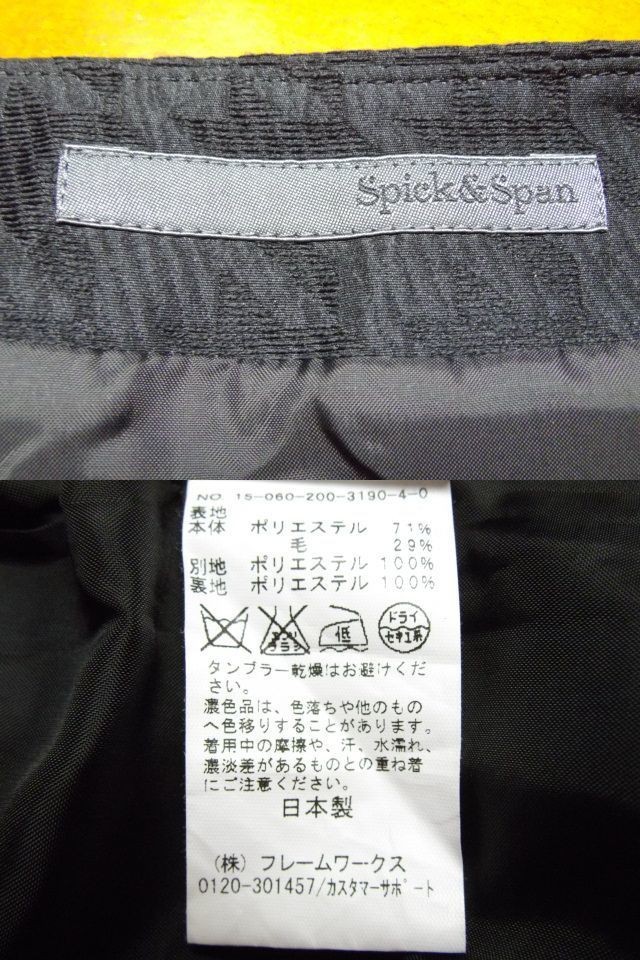 Spick&Span
NO 15-060-200-3190-4-0
表地
本体 ポリエステル 71%
毛 29%
別地 ポリエステル 100%
裏地 ポリエステル 100%
エンソ サラシ 低 ドライ セキユ系
タンブラー乾燥はお避けくだ
さい。
濃色品は、色落ちや他のもの
へ色移りすることがあります。
着用中の摩擦や、汗、水濡れ、
濃淡差があるものとの重ね着
にご注意ください。
日本製
(株) フレームワークス
0120-301457/カスタマーサポート